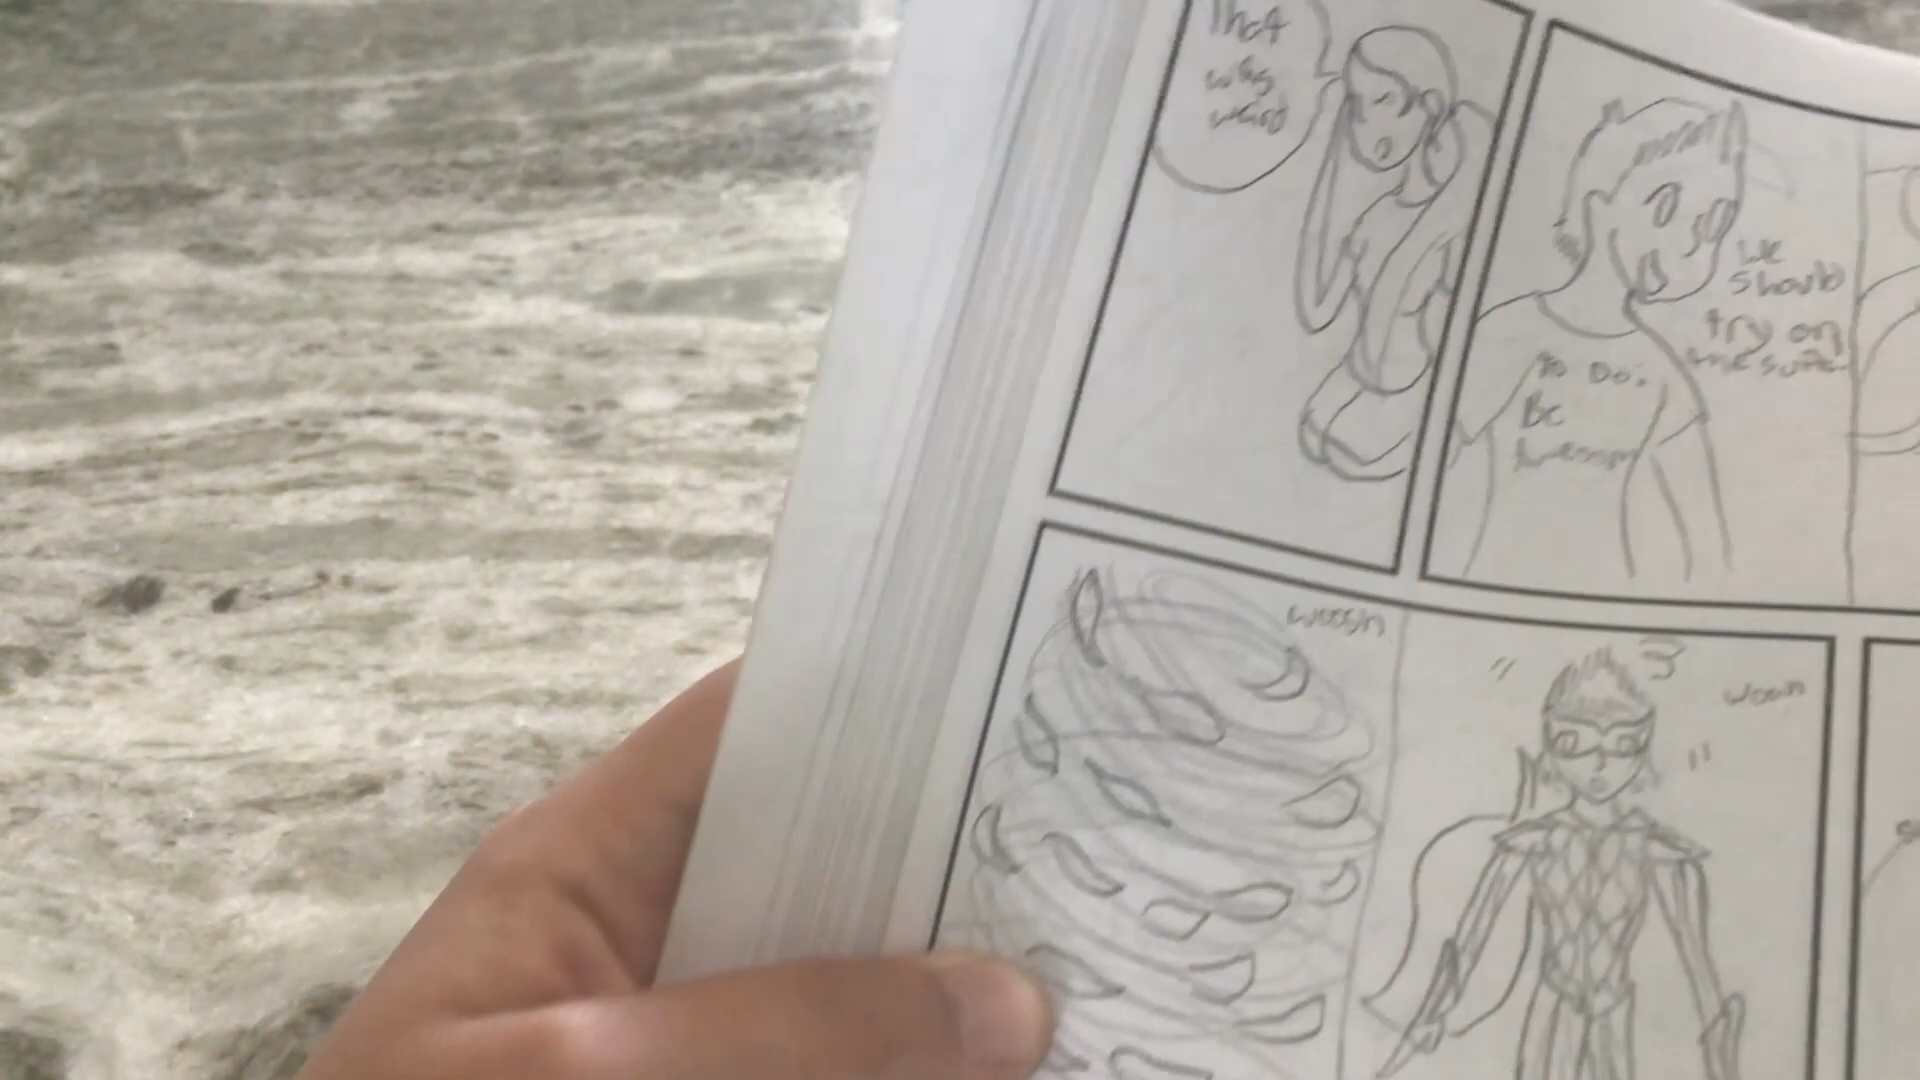 That
was
weird
We
Should
try on
the suits.
To Do:
Be
Awesome
woosh
woah